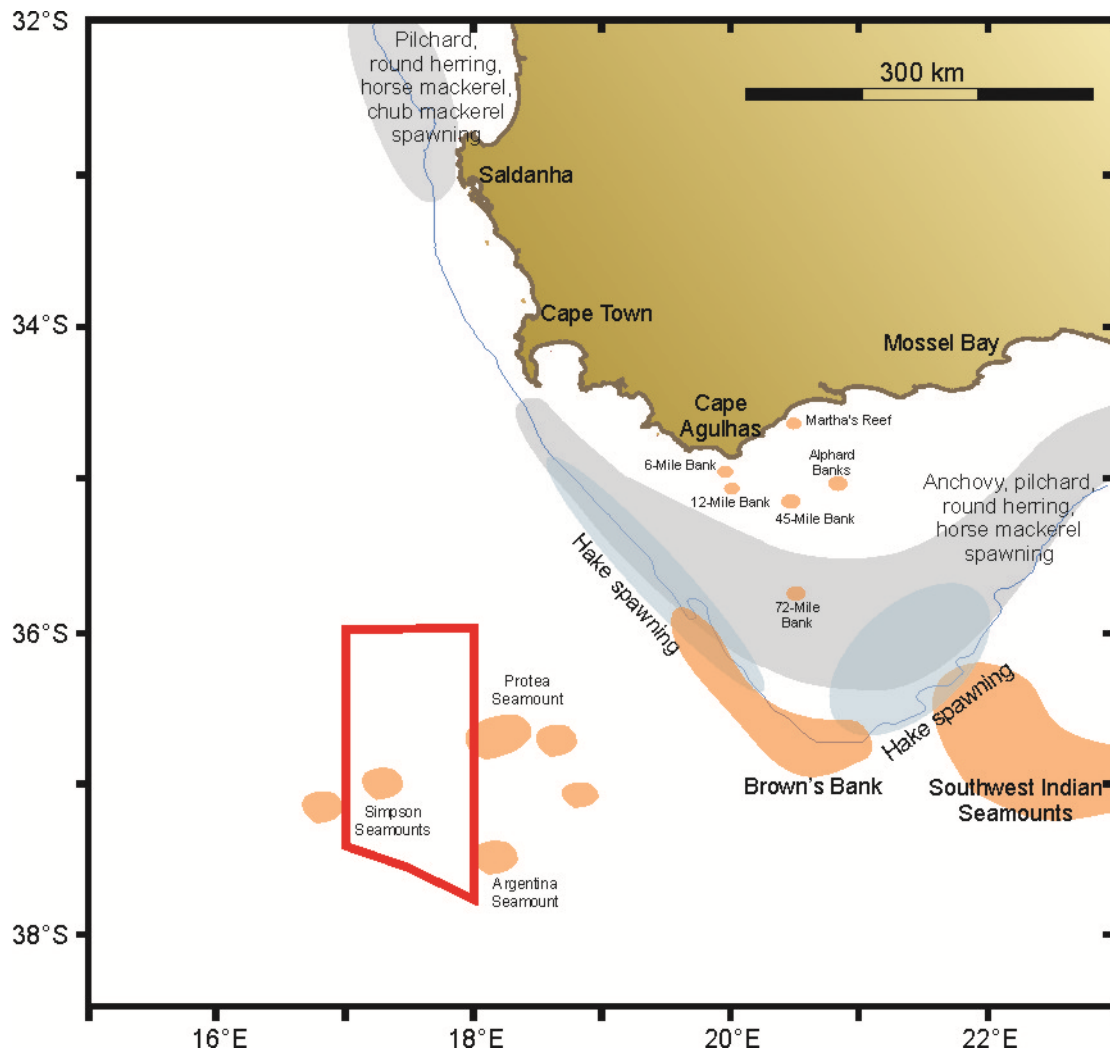 32°S
Pilchard,
round herring,
horse mackerel,
chub mackerel
spawning
300 km
Saldanha
34°S
Cape Town
Mossel Bay
Cape
Agulhas
Martha's Reef
6-Mile Bank
Alphard
Banks
12-Mile Bank
45-Mile Bank
Anchovy, pilchard,
round herring,
horse mackerel
spawning
Hake spawning
72-Mile
Bank
36°S
Protea
Seamount
Hake spawning
Brown's Bank
Southwest Indian
Seamounts
Simpson
Seamounts
Argentina
Seamount
38°S
16°E
18°E
20°E
22°E